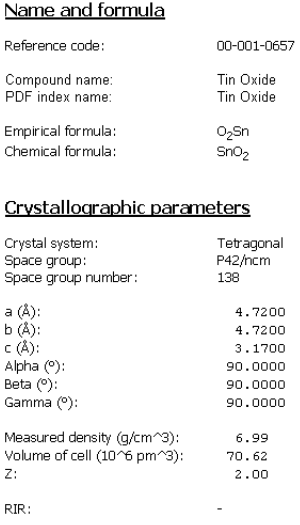 Name and formula
Reference code: 00-001-0657
Compound name: Tin Oxide
PDF index name: Tin Oxide
Empirical formula: O2Sn
Chemical formula: SnO2
Crystallographic parameters
Crystal system: Tetragonal
Space group: P42/ncm
Space group number: 138
a (Å): 4.7200
b (Å): 4.7200
c (Å): 3.1700
Alpha (°): 90.0000
Beta (°): 90.0000
Gamma (°): 90.0000
Measured density (g/cm^3): 6.99
Volume of cell (10^6 pm^3): 70.62
Z: 2.00
RIR: -